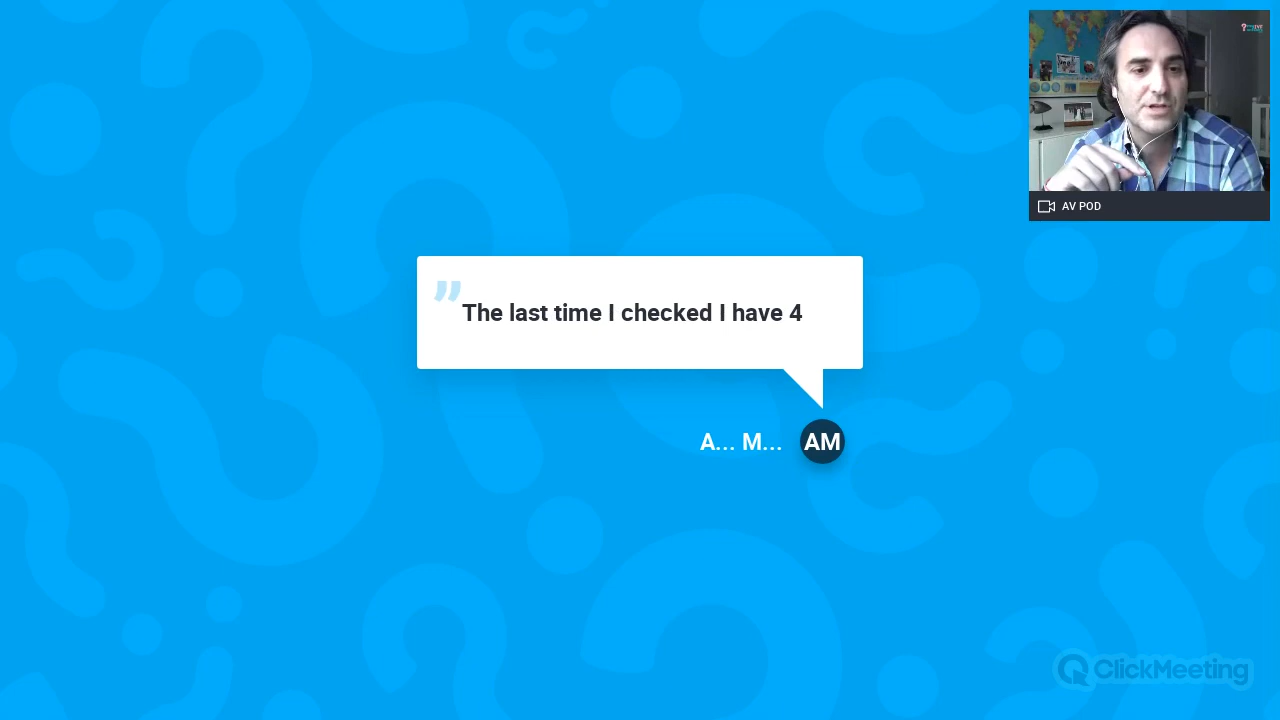 AV POD
”
The last time I checked I have 4
A... M...
AM
ClickMeeting